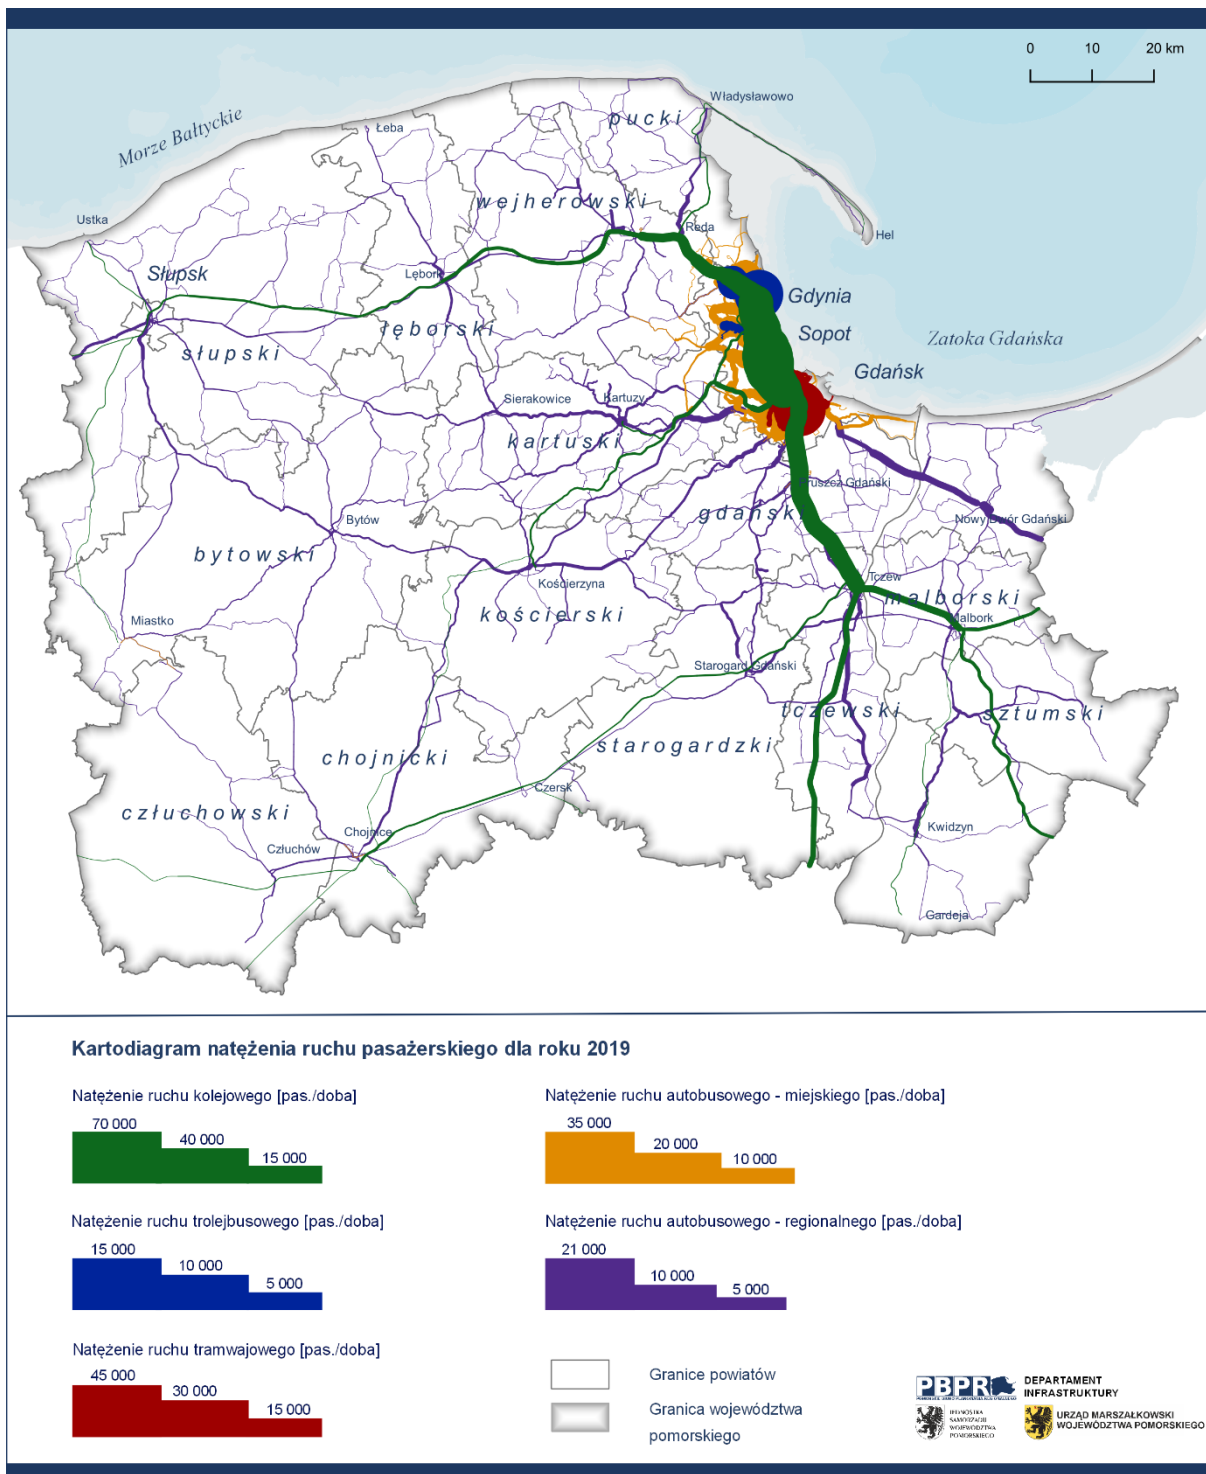 0 10 20 km
Władysławowo
pucki
Morze Bałtyckie
Łeba
wejherowski
Ustka
Reda
Hel
Słupsk
Lębork
Gdynia
Sopot
Zatoka Gdańska
łęborski
słupski
Gdańsk
Sierakowice
Kartuzy
kartuski
Pruszcz Gdański
gdański
Nowy Dwór Gdański
Bytów
bytowski
Kościerzyna
Tczew
malborski
kościerski
Miastko
Malbork
Starogard Gdański
tczewski
sztumski
starogardzki
chojnicki
Czersk
człuchowski
Chojnice
Kwidzyn
Człuchów
Gardeja
Kartodiagram natężenia ruchu pasażerskiego dla roku 2019
Natężenie ruchu kolejowego [pas./doba]
70 000
40 000
15 000
Natężenie ruchu autobusowego - miejskiego [pas./doba]
35 000
20 000
10 000
Natężenie ruchu trolejbusowego [pas./doba]
15 000
10 000
5 000
Natężenie ruchu autobusowego - regionalnego [pas./doba]
21 000
10 000
5 000
Natężenie ruchu tramwajowego [pas./doba]
45 000
30 000
15 000
Granice powiatów
Granica województwa
pomorskiego
PBPR
DEPARTAMENT
INFRASTRUKTURY
SAMORZĄDU
WOJEWÓDZTWA
POMORSKIEGO
URZĄD MARSZAŁKOWSKI
WOJEWÓDZTWA POMORSKIEGO